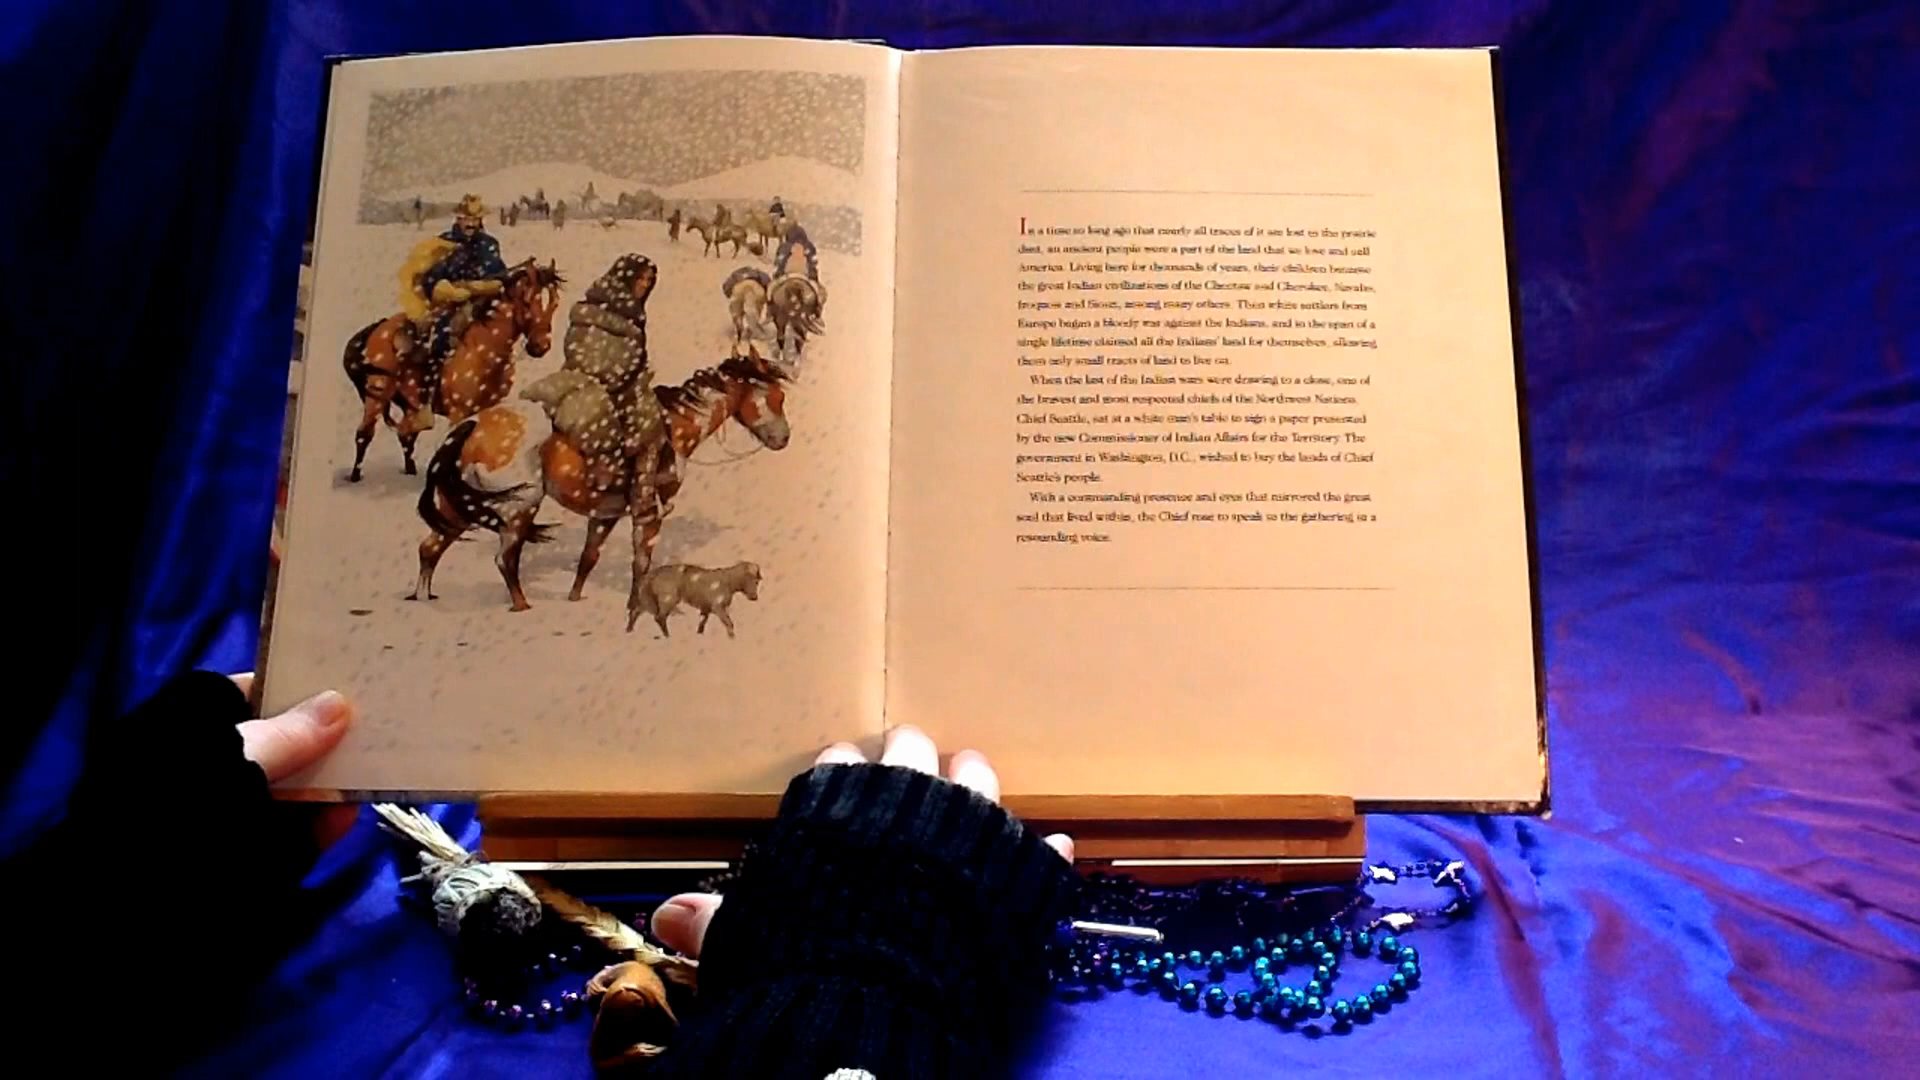 In a time so long ago that nearly all traces of it are lost in the prairie
dust, an ancient people were a part of the land that we love and call
America. Living here for thousands of years, their children became
the great Indian civilizations of the Choctaw and Cherokee, Navaho,
Iroquois and Sioux, among many others. Then white settlers from
Europe began a bloody war against the Indians, and in the span of a
single lifetime claimed all the Indians' land for themselves, allowing
them only small tracts of land to live on.
When the last of the Indian wars were drawing to a close, one of
the bravest and most respected chiefs of the Northwest Nations,
Chief Seattle, sat at a white man's table to sign a paper presented
by the new Commissioner of Indian Affairs for the Territory. The
government in Washington, D.C., wished to buy the lands of Chief
Seattle's people.
With a commanding presence and eyes that mirrored the great
soul that lived within, the Chief rose to speak to the gathering in a
resounding voice.